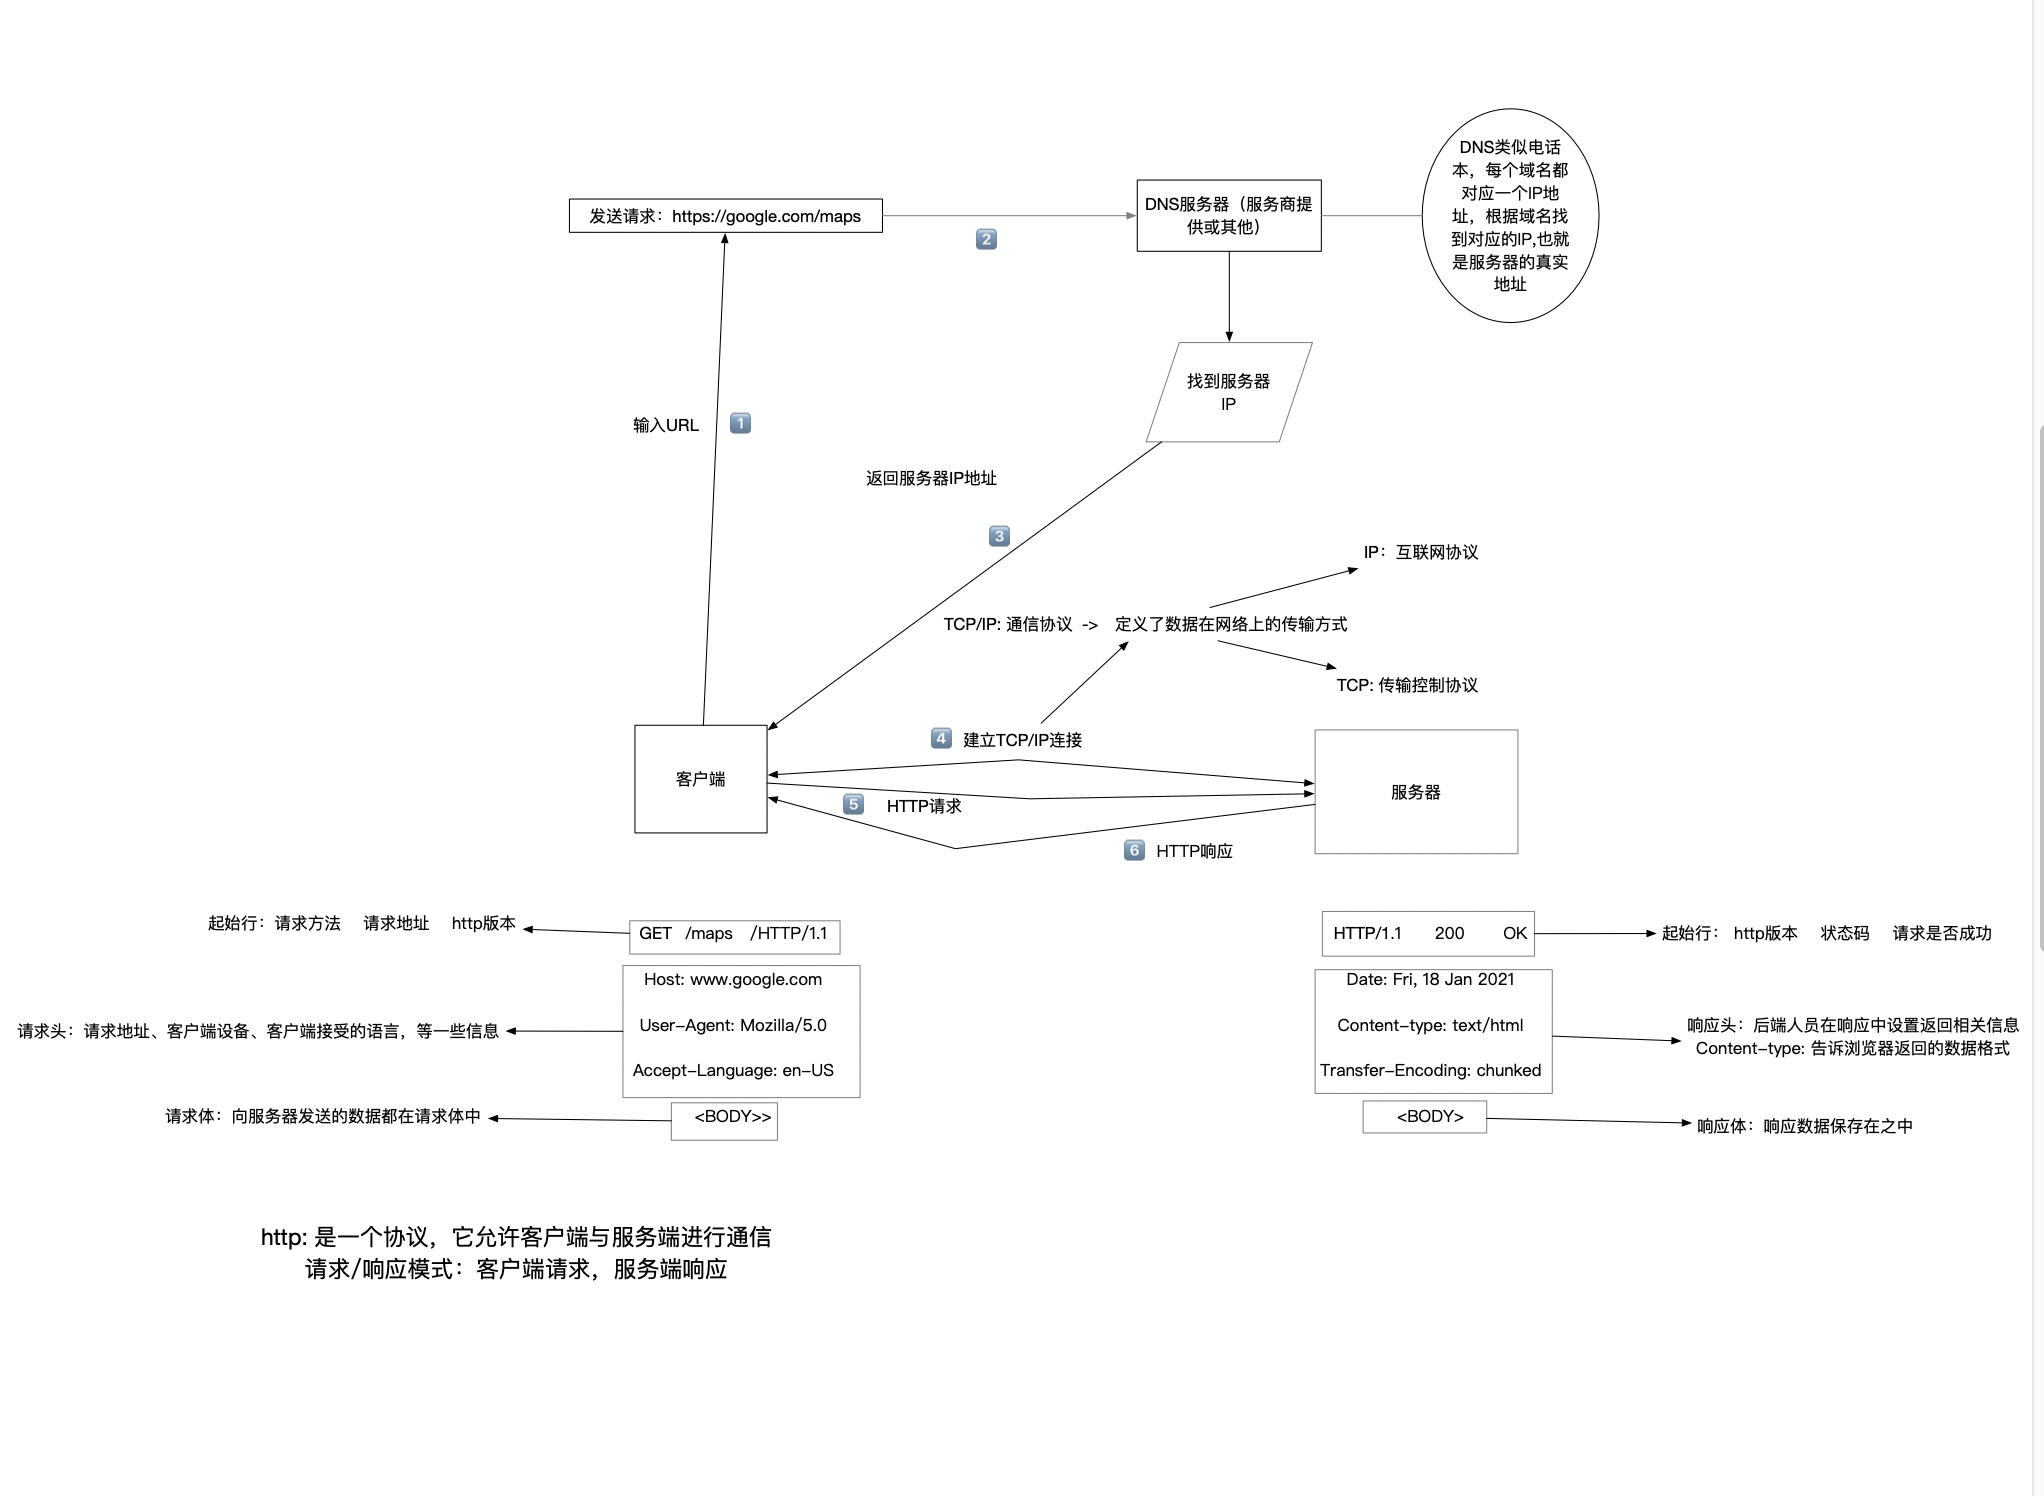 DNS类似电话
本，每个域名都
对应一个IP地
址，根据域名找
到对应的IP,也就
是服务器的真实
地址
发送请求：https://google.com/maps
DNS服务器（服务商提
供或其他）
2
找到服务器
IP
输入URL
1
返回服务器IP地址
3
IP：互联网协议
TCP/IP: 通信协议 -> 定义了数据在网络上的传输方式
TCP: 传输控制协议
4 建立TCP/IP连接
客户端
服务器
5 HTTP请求
6 HTTP响应
起始行：请求方法 请求地址 http版本
GET /maps /HTTP/1.1
HTTP/1.1 200 OK
起始行： http版本 状态码 请求是否成功
Host: www.google.com
User-Agent: Mozilla/5.0
Accept-Language: en-US
请求头：请求地址、客户端设备、客户端接受的语言，等一些信息
Date: Fri, 18 Jan 2021
Content-type: text/html
Transfer-Encoding: chunked
响应头：后端人员在响应中设置返回相关信息
Content-type: 告诉浏览器返回的数据格式
请求体：向服务器发送的数据都在请求体中
<BODY>>
<BODY>
响应体：响应数据保存在之中
http: 是一个协议，它允许客户端与服务端进行通信
请求/响应模式：客户端请求，服务端响应